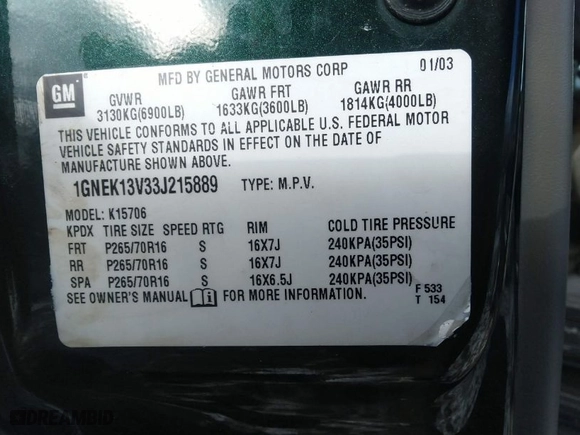 GM
MFD BY GENERAL MOTORS CORP 01/03
GVWR GAWR FRT GAWR RR
3130KG(6900LB) 1633KG(3600LB) 1814KG(4000LB)
THIS VEHICLE CONFORMS TO ALL APPLICABLE U.S. FEDERAL MOTOR
VEHICLE SAFETY STANDARDS IN EFFECT ON THE DATE OF
MANUFACTURE SHOWN ABOVE.
1GNEK13V33J215889 TYPE: M.P.V.
MODEL: K15706
KPDX TIRE SIZE SPEED RTG RIM COLD TIRE PRESSURE
FRT P265/70R16 S 16X7J 240KPA(35PSI)
RR P265/70R16 S 16X7J 240KPA(35PSI)
SPA P265/70R16 S 16X6.5J 240KPA(35PSI)
SEE OWNER'S MANUAL FOR MORE INFORMATION.
F 533
T 154
DREAMBID